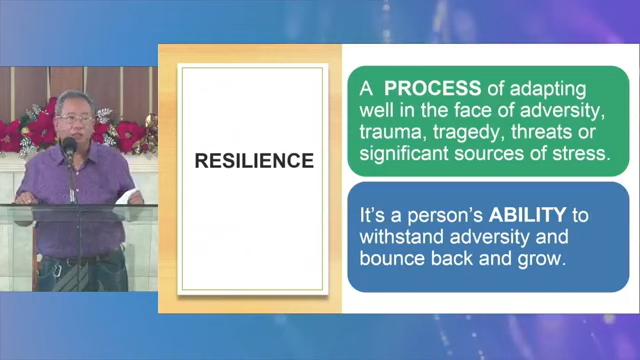 RESILIENCE
A PROCESS of adapting
well in the face of adversity,
trauma, tragedy, threats or
significant sources of stress.
It's a person's ABILITY to
withstand adversity and
bounce back and grow.